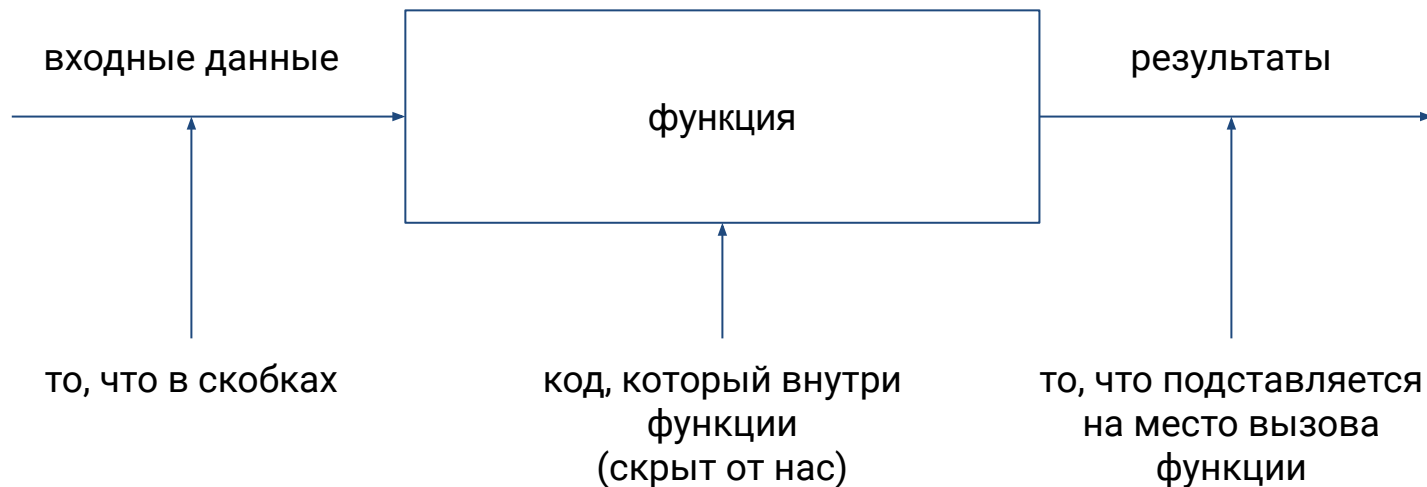 входные данные
функция
результаты
то, что в скобках
код, который внутри
функции
(скрыт от нас)
то, что подставляется
на место вызова
функции